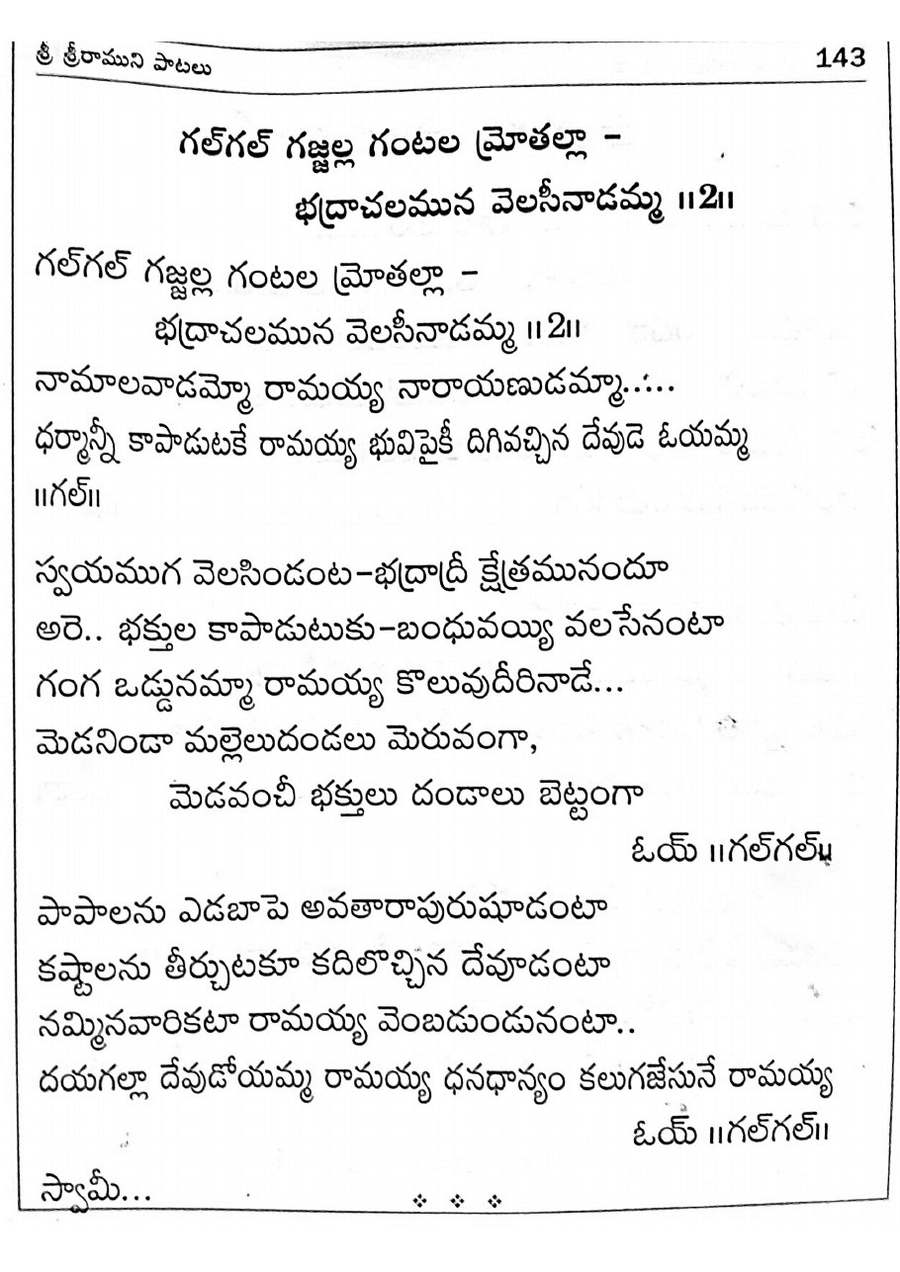 శ్రీ శ్రీరాముని పాటలు 143
గల్‌గల్ గజ్జల్ల గంటల మ్రోతల్లా -
భద్రాచలమున వెలసీనాడమ్మ ॥2॥
గల్‌గల్ గజ్జల్ల గంటల మ్రోతల్లా -
భద్రాచలమున వెలసీనాడమ్మ ॥2॥
నామాలవాడమ్మో రామయ్య నారాయణుడమ్మా.....
ధర్మాన్నీ కాపాడుటకే రామయ్య భువిపైకీ దిగివచ్చిన దేవుడె ఓయమ్మ
॥గల్॥
స్వయముగ వెలసిండంట-భద్రాద్రీ క్షేత్రమునందూ
అరె.. భక్తుల కాపాడుటుకు-బంధువయ్యి వలసేనంటా
గంగ ఒడ్డునమ్మా రామయ్య కొలువుదీరినాడే...
మెడనిండా మల్లెలుదండలు మెరువంగా,
మెడవంచీ భక్తులు దండాలు బెట్టంగా
ఓయ్ ॥గల్‌గల్॥
పాపాలను ఎడబాపె అవతారాపురుషూడంటా
కష్టాలను తీర్చుటకూ కదిలొచ్చిన దేవూడంటా
నమ్మినవారికటా రామయ్య వెంబడుండునంటా..
దయగల్లా దేవుడోయమ్మ రామయ్య ధనధాన్యం కలుగజేసునే రామయ్య
ఓయ్ ॥గల్‌గల్॥
స్వామీ...